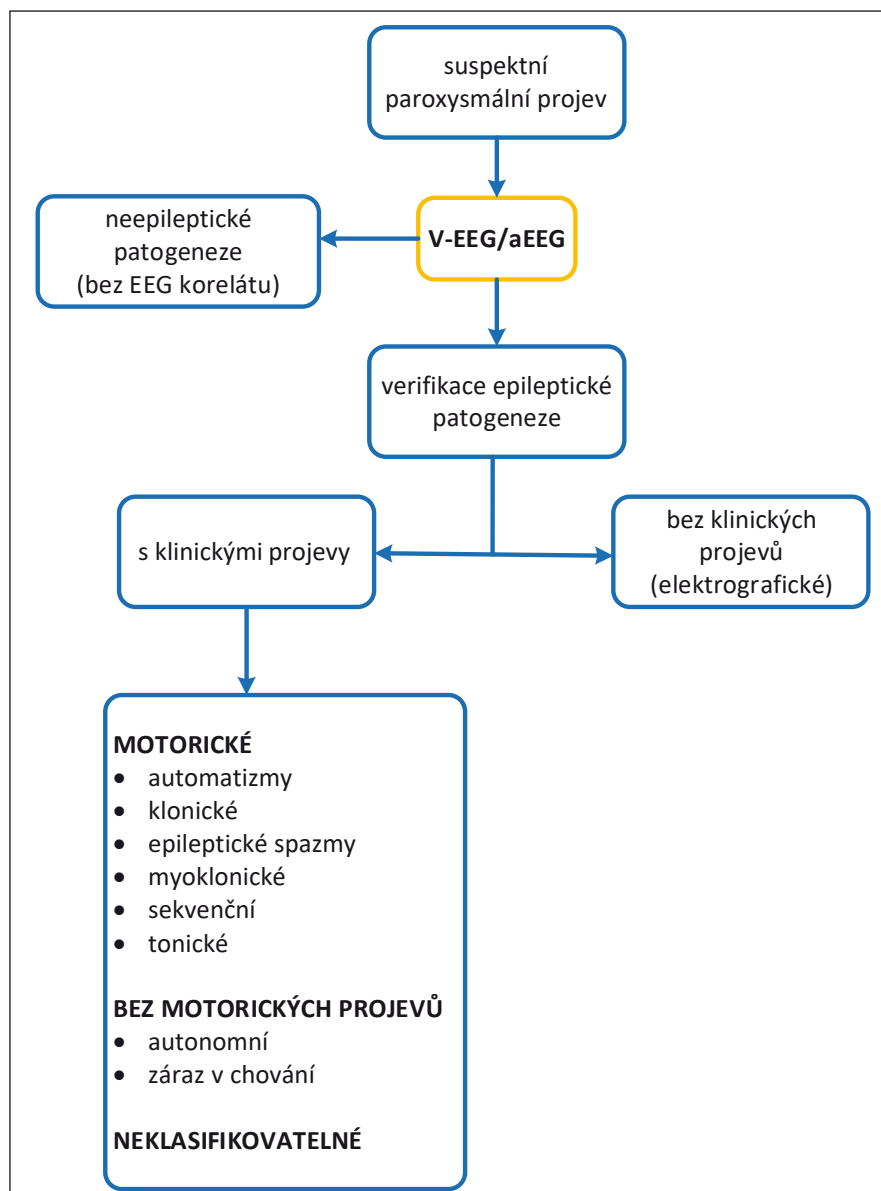 suspektní
paroxysmální projev
neepileptické
patogeneze
(bez EEG korelátu)
V-EEG/aEEG
verifikace epileptické
patogeneze
s klinickými projevy
bez klinických
projevů
(elektrografické)
MOTORICKÉ
• automatizmy
• klonické
• epileptické spazmy
• myoklonické
• sekvenční
• tonické
BEZ MOTORICKÝCH PROJEVŮ
• autonomní
• záraz v chování
NEKLASIFIKOVATELNÉ